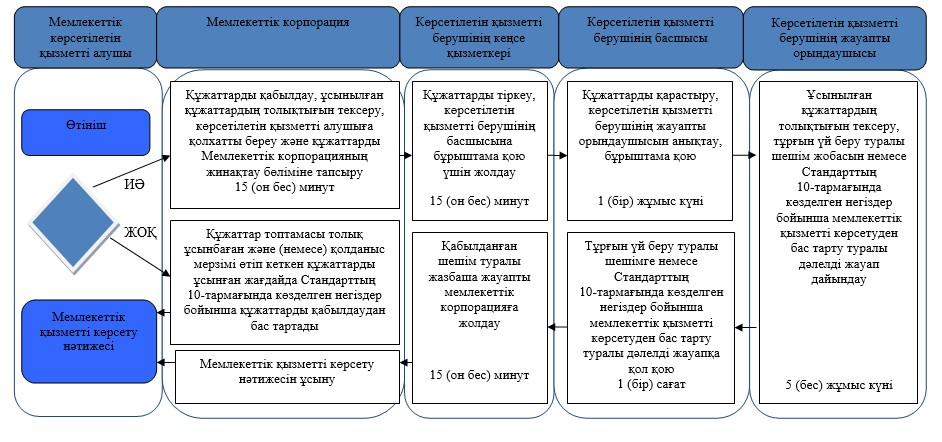 Мемлекеттік
көрсетілетін
қызметті алушы
Мемлекеттік корпорация
Көрсетілетін қызметті
берушінің кеңсе
қызметкері
Көрсетілетін қызметті
берушінің басшысы
Көрсетілетін қызметті
берушінің жауапты
орындаушысы
Өтініш
ИӘ
ЖОҚ
Мемлекеттік
қызметті көрсету
нәтижесі
Құжаттарды қабылдау, ұсынылған
құжаттардың толықтығын тексеру,
көрсетілетін қызметті алушыға
қолхатты береу және құжаттарды
Мемлекеттік корпорацияның
жинақтау бөліміне тапсыру
15 (он бес) минут
Құжаттар топтамасы толық
ұсынбаған және (немесе) қолданыс
мерзімі өтіп кеткен құжаттарды
ұсынған жағдайда Стандарттың
10-тармағында көзделген негіздер
бойынша құжаттарды қабылдаудан
бас тартады
Мемлекеттік қызметті көрсету
нәтижесін ұсыну
Құжаттарды тіркеу,
көрсетілетін
қызметті берушінің
басшысына
бұрыштама қою
үшін жолдау
15 (он бес) минут
Қабылданған
шешім туралы
жазбаша жауапты
мемлекеттік
корпорацияға
жолдау
15 (он бес) минут
Құжаттарды қарастыру,
көрсетілетін қызметті
берушінің жауапты
орындаушысын анықтау,
бұрыштама қою
1 (бір) жұмыс күні
Тұрғын үй беру туралы
шешімге немесе
Стандарттың
10-тармағында көзделген
негіздер бойынша
мемлекеттік қызметті
көрсетуден бас тарту
туралы дәлелді жауапқа
қол қою
1 (бір) сағат
Ұсынылған
құжаттардың
толықтығын тексеру,
тұрғын үй беру туралы
шешім жобасын немесе
Стандарттың
10-тармағында
көзделген негіздер
бойынша мемлекеттік
қызметті көрсетуден
бас тарту туралы
дәлелді жауап
дайындау
5 (бес) жұмыс күні